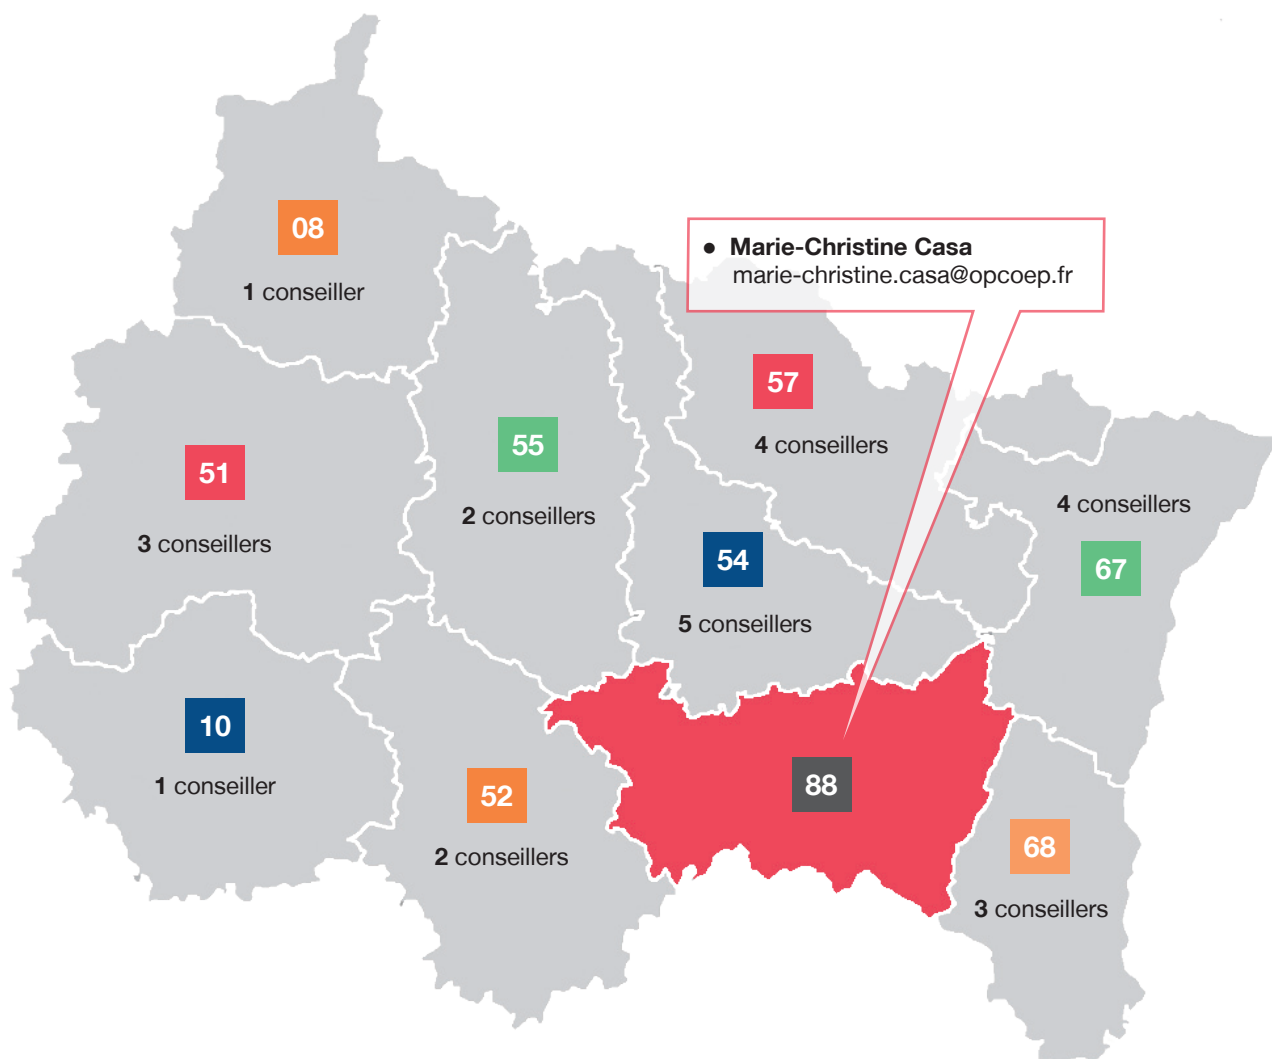 08
1 conseiller
• Marie-Christine Casa
marie-christine.casa@opcoep.fr
57
4 conseillers
55
2 conseillers
51
3 conseillers
4 conseillers
67
54
5 conseillers
10
1 conseiller
52
2 conseillers
88
68
3 conseillers